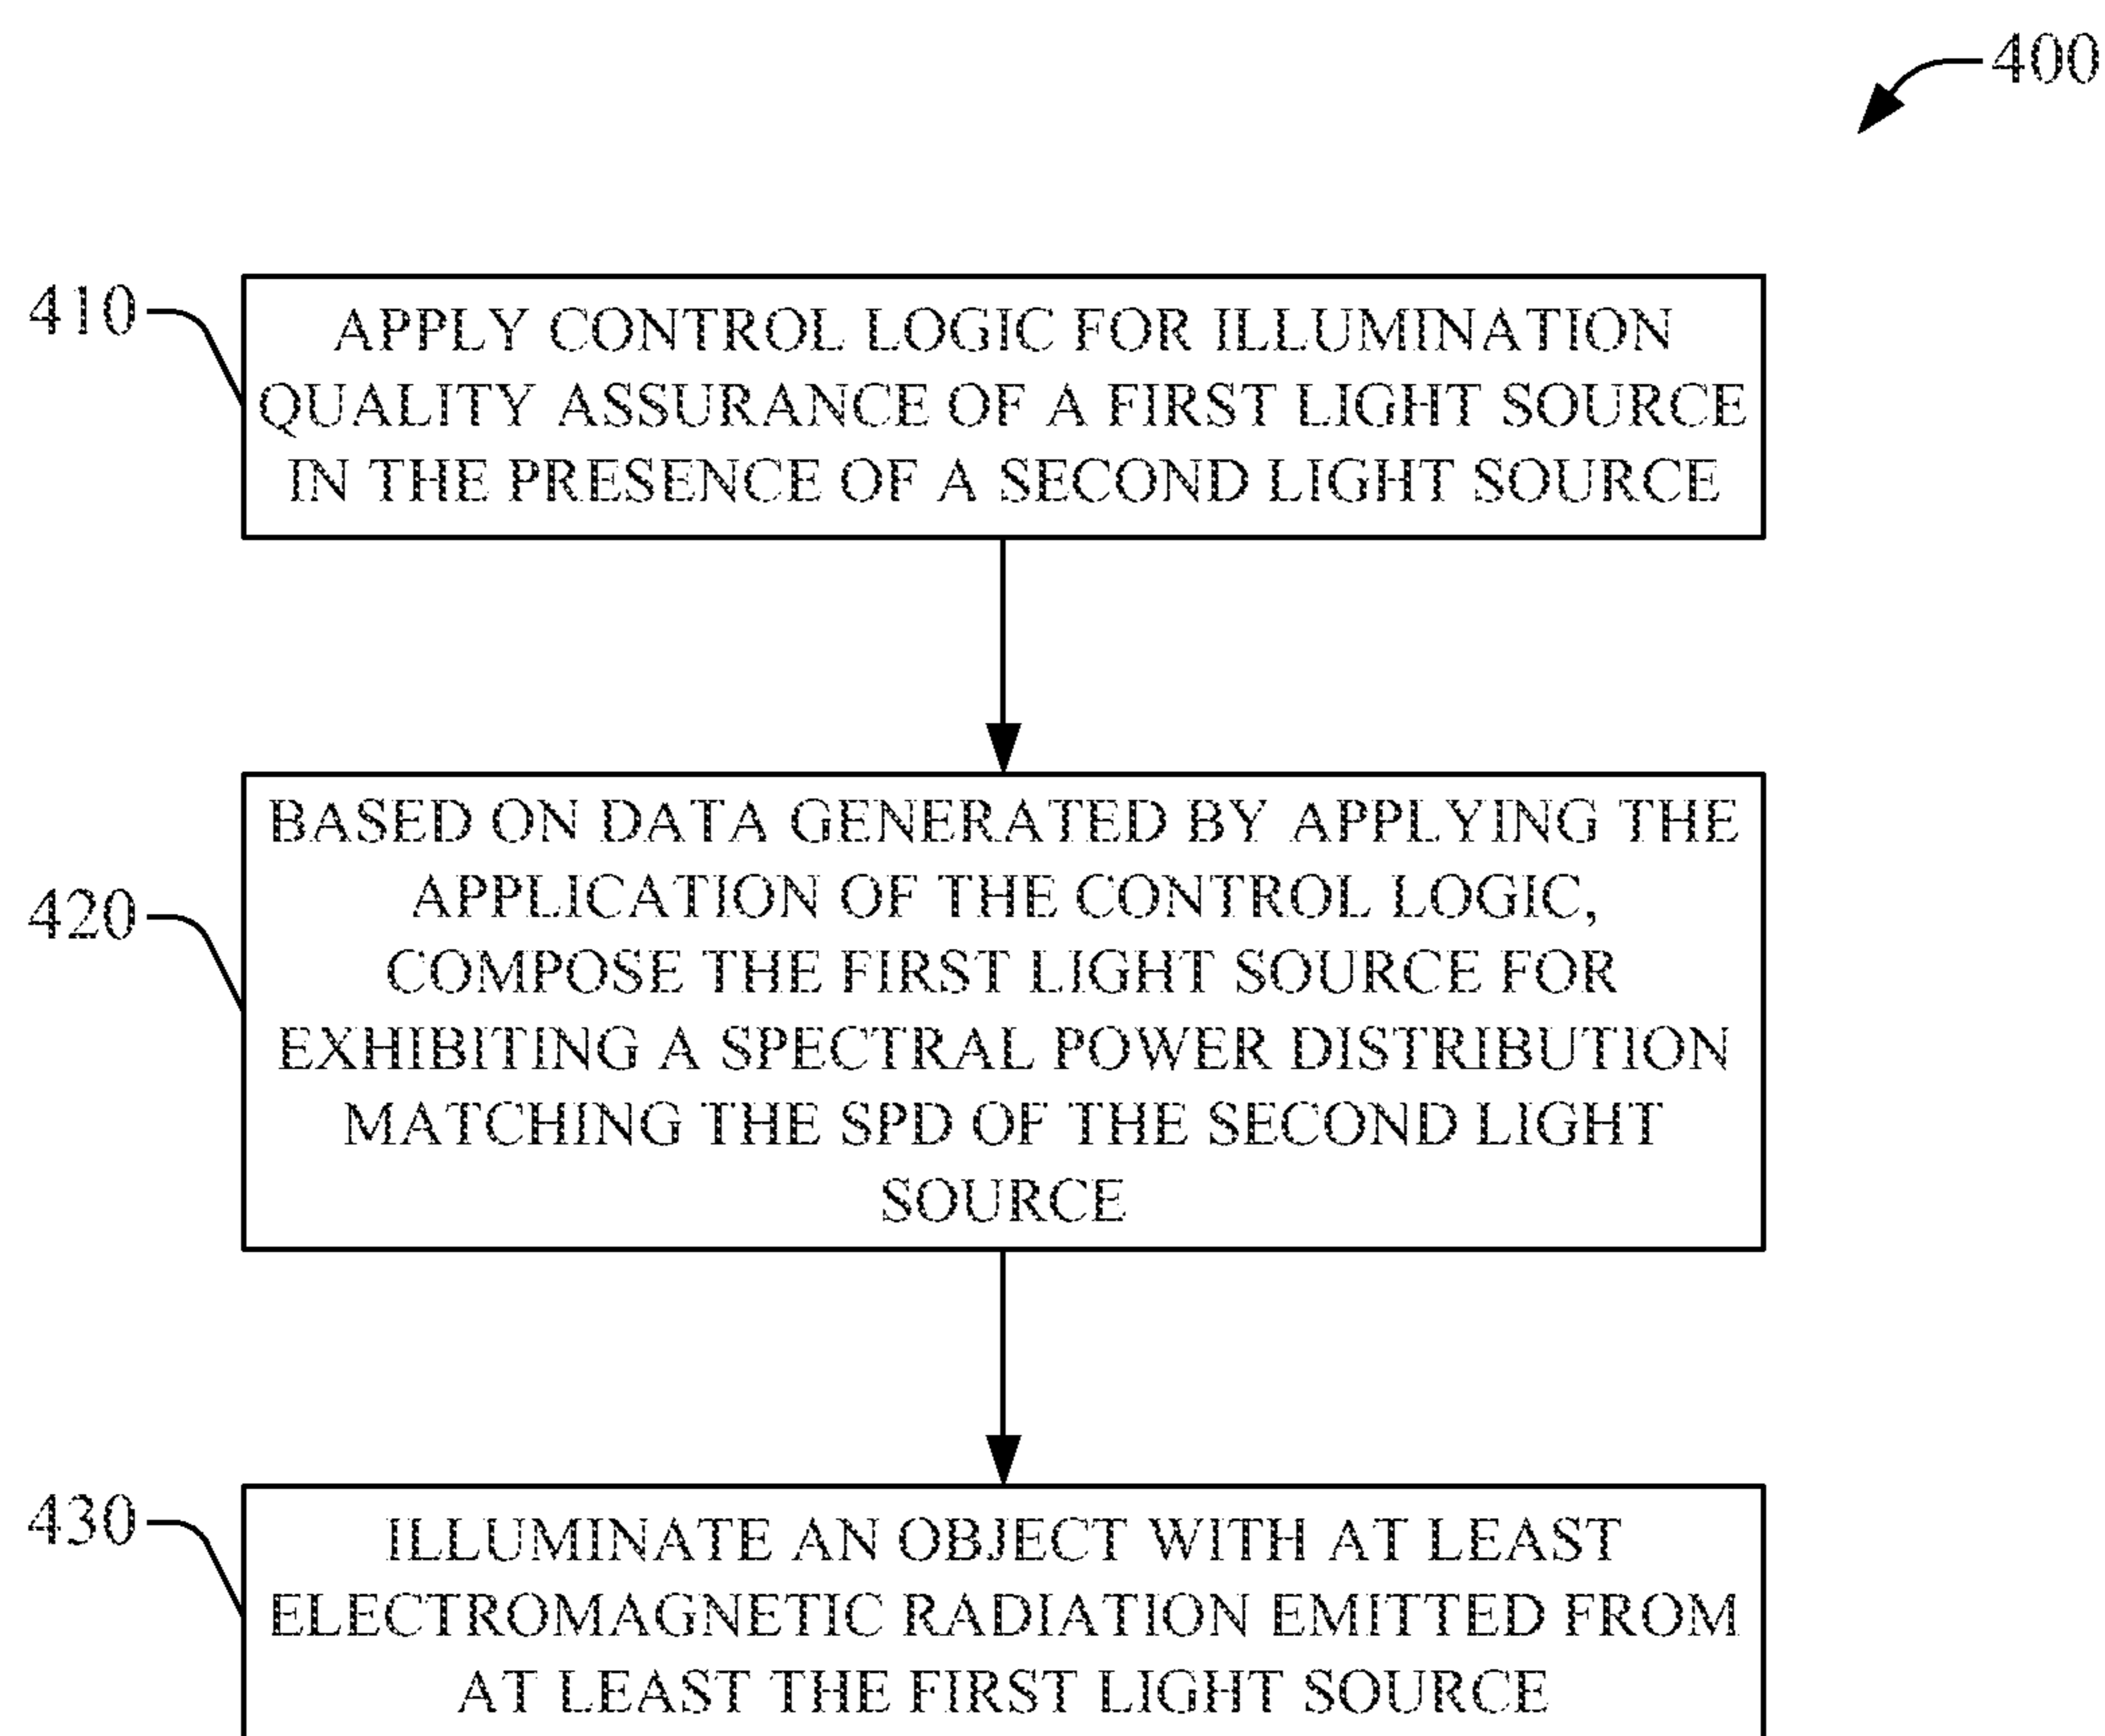 400
410
APPLY CONTROL LOGIC FOR ILLUMINATION
QUALITY ASSURANCE OF A FIRST LIGHT SOURCE
IN THE PRESENCE OF A SECOND LIGHT SOURCE
420
BASED ON DATA GENERATED BY APPLYING THE
APPLICATION OF THE CONTROL LOGIC,
COMPOSE THE FIRST LIGHT SOURCE FOR
EXHIBITING A SPECTRAL POWER DISTRIBUTION
MATCHING THE SPD OF THE SECOND LIGHT
SOURCE
430
ILLUMINATE AN OBJECT WITH AT LEAST
ELECTROMAGNETIC RADIATION EMITTED FROM
AT LEAST THE FIRST LIGHT SOURCE